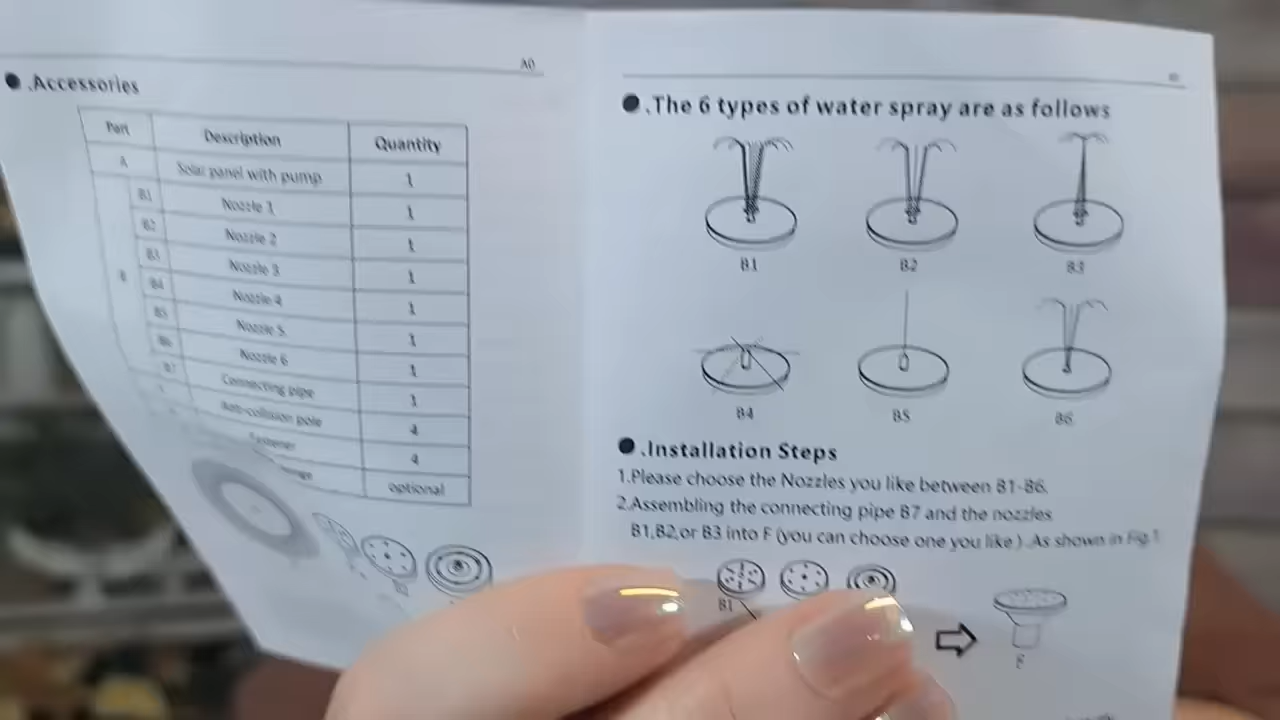 A0
.Accessories
Part Description Quantity
A Solar panel with pump 1
B
B1 Nozzle 1 1
B2 Nozzle 2 1
B3 Nozzle 3 1
B4 Nozzle 4 1
B5 Nozzle 5 1
B6 Nozzle 6 1
B7 Connecting pipe 1
Anti-collision pole 4
Fastener 4
optional
.The 6 types of water spray are as follows
B1 B2 B3
B4 B5 B6
.Installation Steps
1.Please choose the Nozzles you like between B1-B6.
2.Assembling the connecting pipe B7 and the nozzles
B1,B2,or B3 into F (you can choose one you like ) .As shown in Fig.1
B1
F